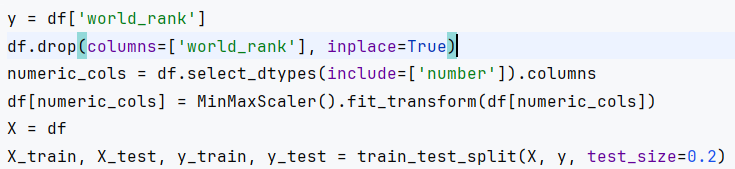 y = df['world_rank']
df.drop(columns=['world_rank'], inplace=True)
numeric_cols = df.select_dtypes(include=['number']).columns
df[numeric_cols] = MinMaxScaler().fit_transform(df[numeric_cols])
X = df
X_train, X_test, y_train, y_test = train_test_split(X, y, test_size=0.2)